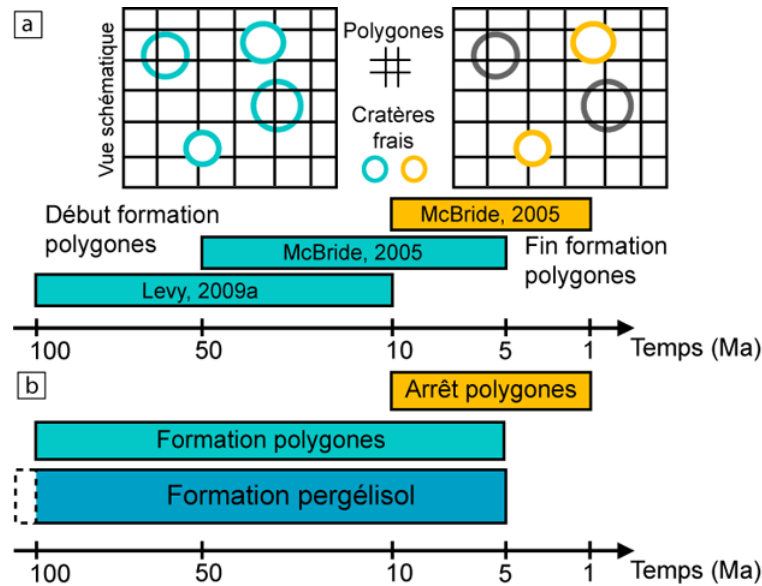 a
Vue schématique
Polygones
Cratères
frais
McBride, 2005
Début formation
polygones
McBride, 2005
Fin formation
polygones
Levy, 2009a
100 50 10 5 1 Temps (Ma)
b
Arrêt polygones
Formation polygones
Formation pergélisol
100 50 10 5 1 Temps (Ma)